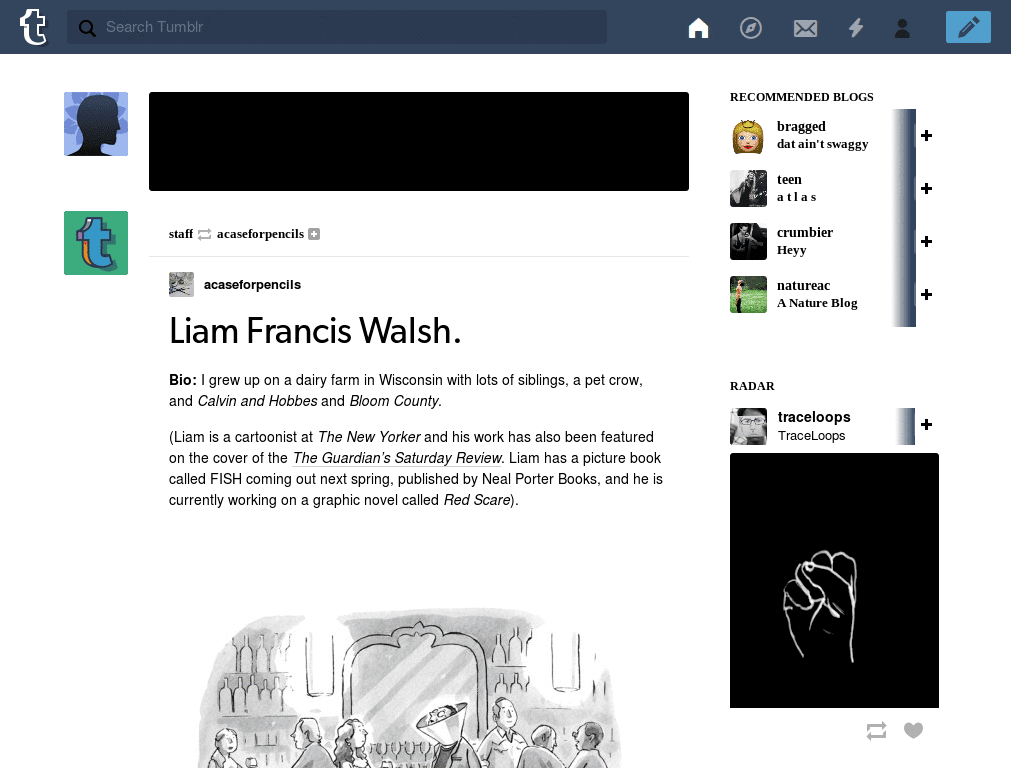 Search Tumblr
staff acaseforpencils
acaseforpencils
Liam Francis Walsh.
Bio: I grew up on a dairy farm in Wisconsin with lots of siblings, a pet crow,
and Calvin and Hobbes and Bloom County.
(Liam is a cartoonist at The New Yorker and his work has also been featured
on the cover of the The Guardian’s Saturday Review. Liam has a picture book
called FISH coming out next spring, published by Neal Porter Books, and he is
currently working on a graphic novel called Red Scare).
RECOMMENDED BLOGS
bragged
dat ain't swaggy
teen
a t l a s
crumbier
Heyy
natureac
A Nature Blog
RADAR
traceloops
TraceLoops